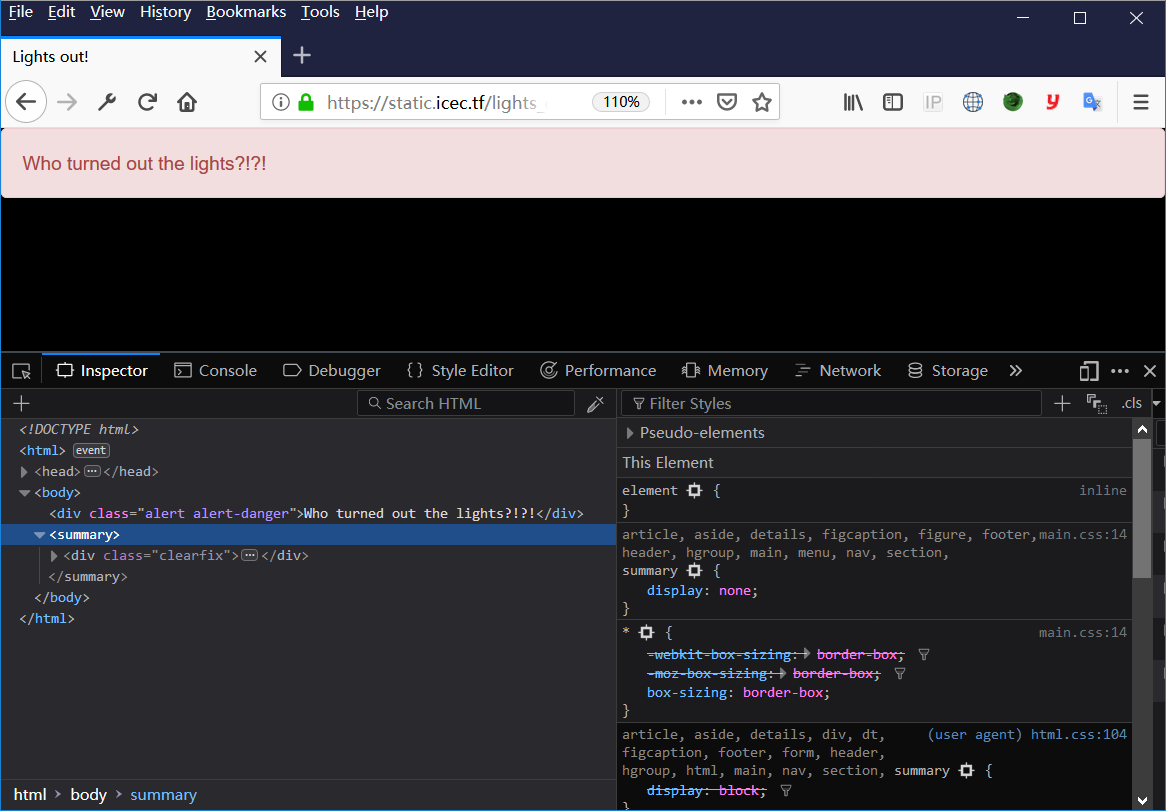 File Edit View History Bookmarks Tools Help
Lights out!
https://static.icec.tf/lights_ 110% IP y G
Who turned out the lights?!?!
Inspector Console Debugger Style Editor Performance Memory Network Storage
Search HTML
Filter Styles .cls
<!DOCTYPE html>
<html> event
<head></head>
<body>
<div class="alert alert-danger">Who turned out the lights?!?!</div>
<summary>
<div class="clearfix"></div>
</summary>
</body>
</html>
html > body > summary
Pseudo-elements
This Element
element { inline
}
article, aside, details, figcaption, figure, footer, main.css:14
header, hgroup, main, menu, nav, section,
summary {
display: none;
}
* { main.css:14
-webkit-box-sizing: border-box;
-moz-box-sizing: border-box;
box-sizing: border-box;
}
article, aside, details, div, dt, (user agent) html.css:104
figcaption, footer, form, header,
hgroup, html, main, nav, section, summary {
display: block;
}